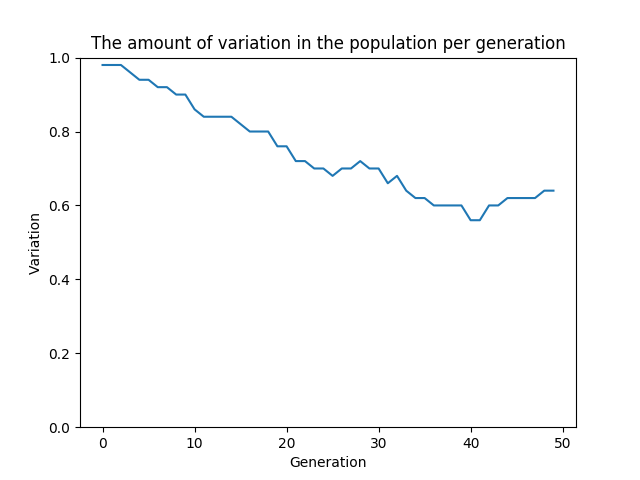 The amount of variation in the population per generation
1.0
0.8
0.6
0.4
0.2
0.0
Variation
0 10 20 30 40 50
Generation